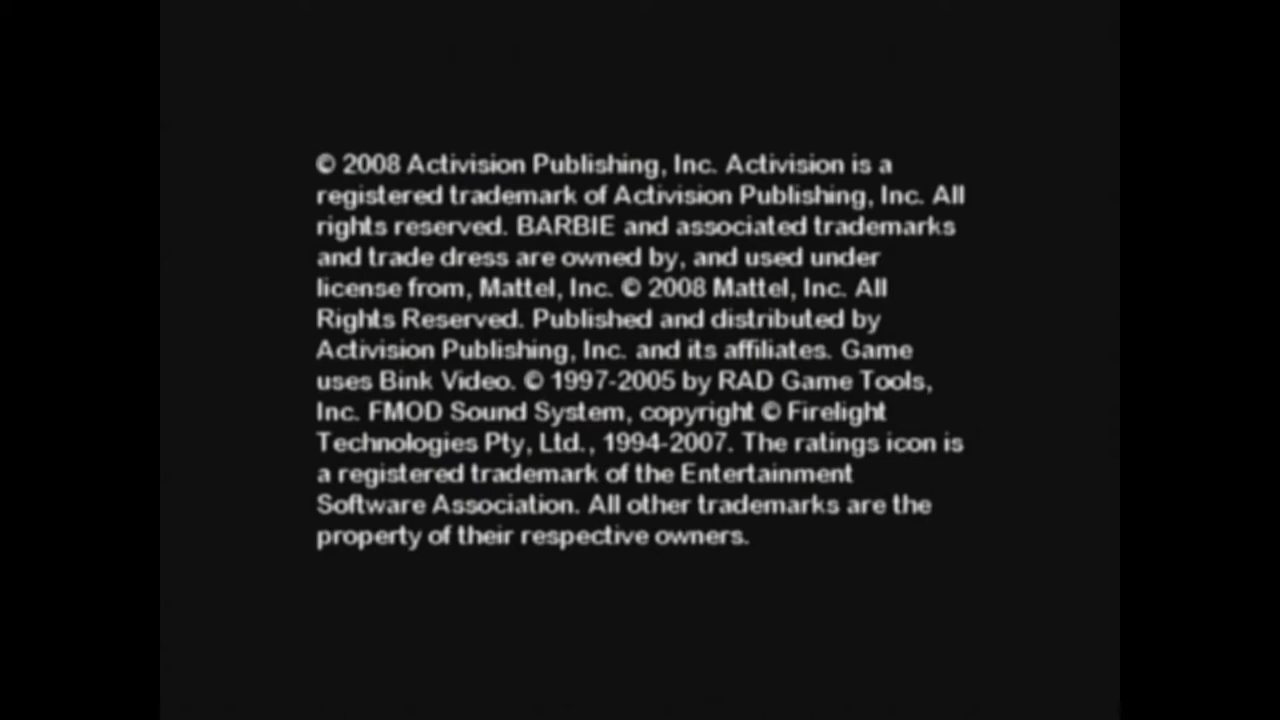 © 2008 Activision Publishing, Inc. Activision is a
registered trademark of Activision Publishing, Inc. All
rights reserved. BARBIE and associated trademarks
and trade dress are owned by, and used under
license from, Mattel, Inc. © 2008 Mattel, Inc. All
Rights Reserved. Published and distributed by
Activision Publishing, Inc. and its affiliates. Game
uses Bink Video. © 1997-2005 by RAD Game Tools,
Inc. FMOD Sound System, copyright © Firelight
Technologies Pty, Ltd., 1994-2007. The ratings icon is
a registered trademark of the Entertainment
Software Association. All other trademarks are the
property of their respective owners.